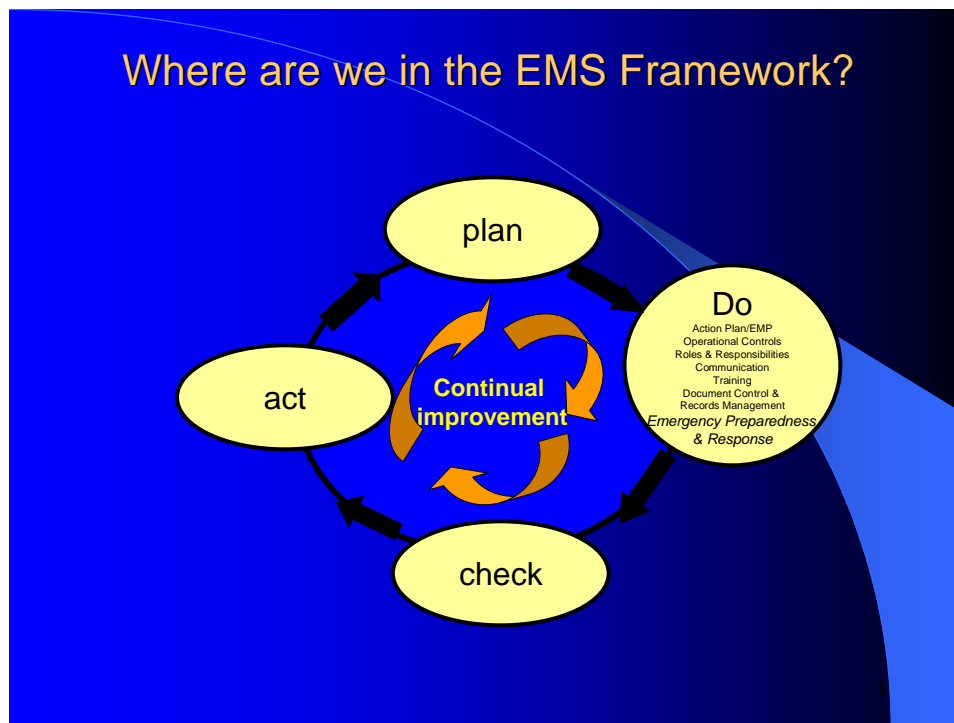 Where are we in the EMS Framework?
plan
Do
Action Plan/EMP
Operational Controls
Roles & Responsibilities
Communication
Training
Document Control &
Records Management
Emergency Preparedness
& Response
act
Continual
improvement
check